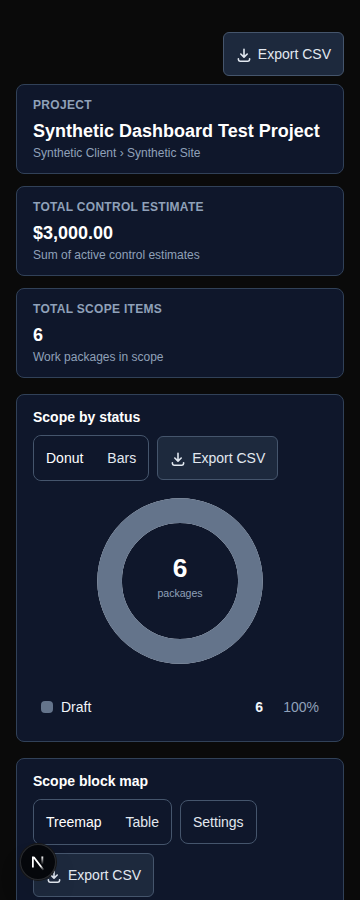 Export CSV
PROJECT
Synthetic Dashboard Test Project
Synthetic Client › Synthetic Site
TOTAL CONTROL ESTIMATE
$3,000.00
Sum of active control estimates
TOTAL SCOPE ITEMS
6
Work packages in scope
Scope by status
Donut Bars Export CSV
6
packages
Draft 6 100%
Scope block map
Treemap Table Settings
N Export CSV